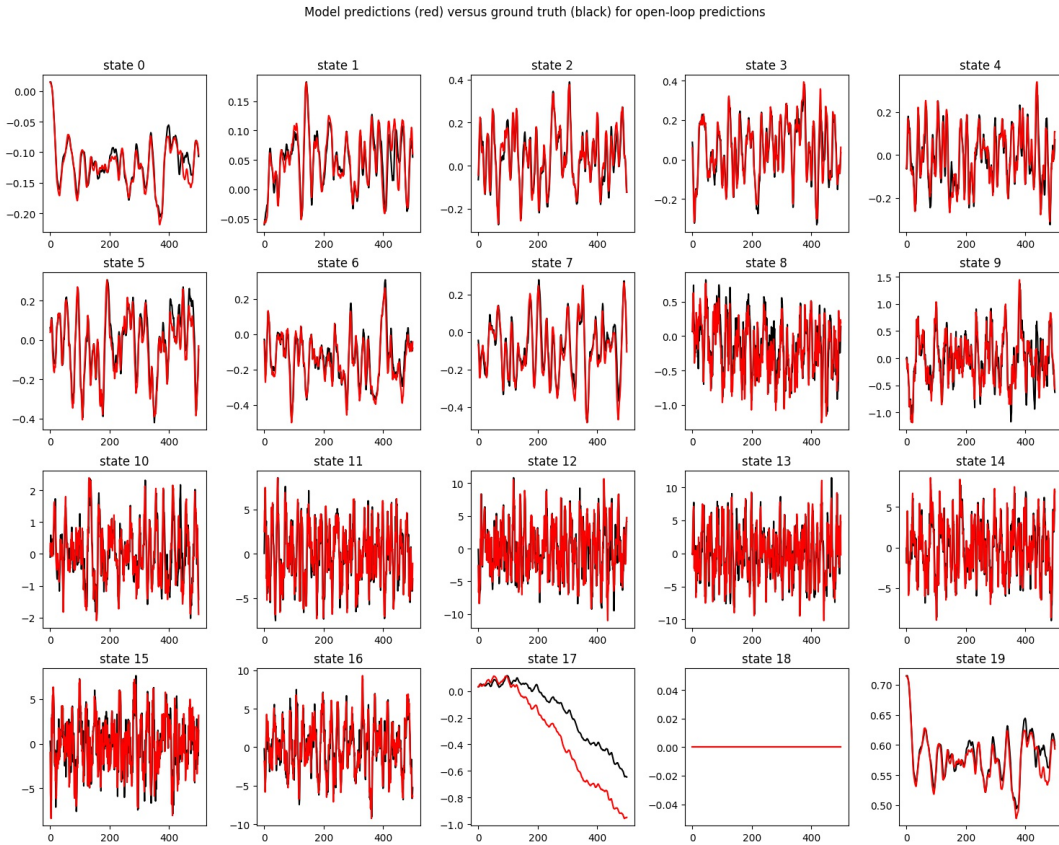 Model predictions (red) versus ground truth (black) for open-loop predictions
state 0 state 1 state 2 state 3 state 4
0.00 0.15 0.4 0.4 0.4
−0.05 0.10 0.2 0.2 0.2
−0.10 0.05 0.0 0.0 0.0
−0.15 0.00 −0.2 −0.2 −0.2
−0.20 −0.05
0 200 400 0 200 400 0 200 400 0 200 400 0 200 400
state 5 state 6 state 7 state 8 state 9
0.2 0.2 0.2 0.5 1.5
0.0 0.0 0.0 0.0 1.0
−0.2 −0.2 −0.2 −0.5 0.5
−0.4 −0.4 −0.4 −1.0 0.0
−0.5
−1.0
0 200 400 0 200 400 0 200 400 0 200 400 0 200 400
state 10 state 11 state 12 state 13 state 14
2 5 10 10 5
1 0 5 5 0
0 −5 0 0 −5
−1 −5 −5
−2 −10 −10
0 200 400 0 200 400 0 200 400 0 200 400 0 200 400
state 15 state 16 state 17 state 18 state 19
5 10 0.0 0.04 0.70
0 5 −0.2 0.02 0.65
−5 0 −0.4 0.00 0.60
−5 −0.6 −0.02 0.55
−10 −0.8 −0.04 0.50
−1.0
0 200 400 0 200 400 0 200 400 0 200 400 0 200 400